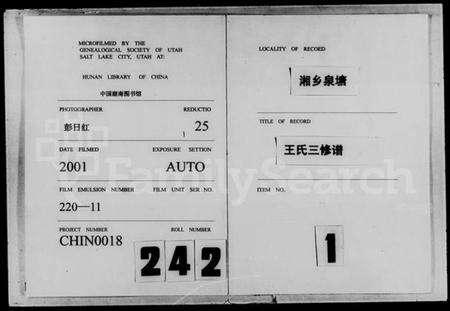 MICROFILMED BY THE
GENEALOGICAL SOCIETY OF UTAH
SALT LAKE CITY, UTAH AT:
HUNAN LIBRARY OF CHINA
中国湖南图书馆
PHOTOGRAPHER REDUCTIO
彭日红 25
DATE FILMED EXPOSURE SETTION
2001 AUTO
FILM EMULSION NUMBER FILM UNIT SER NO.
220—11
PROJECT NUMBER ROLL NUMBER
CHIN0018 242
LOCALITY OF RECORD
湘乡泉塘
TITLE OF RECORD
王氏三修谱
ITEM NO.
1
FamilySearch